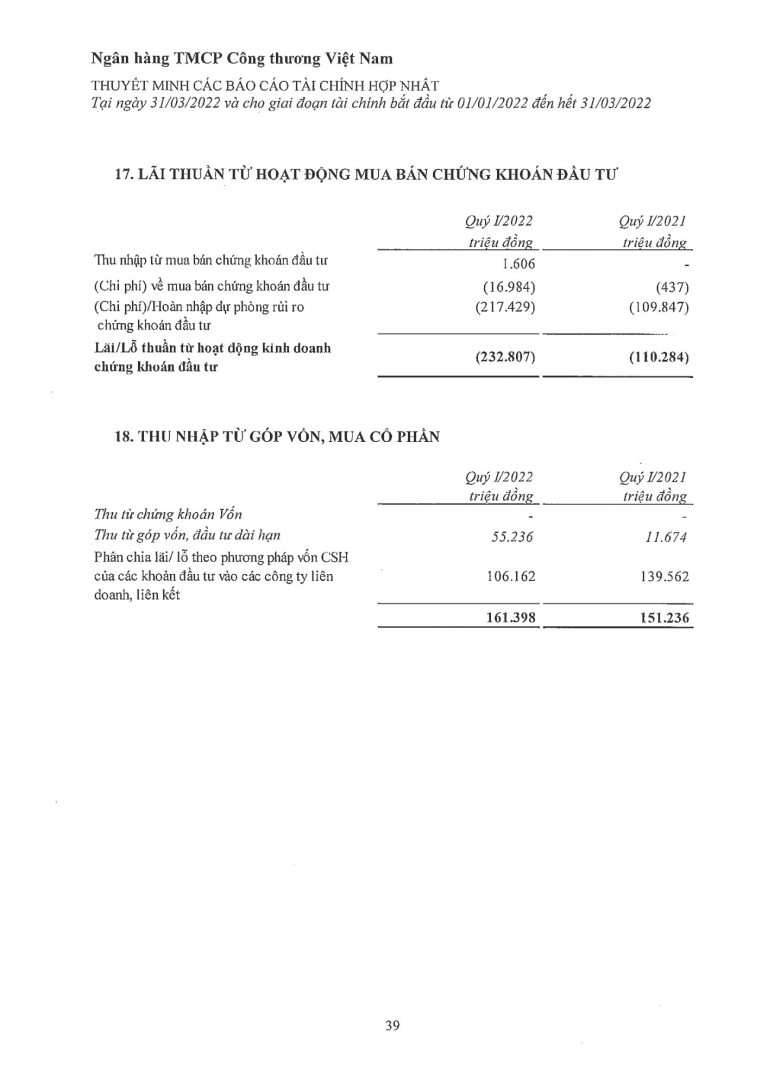 Ngân hàng TMCP Công thương Việt Nam
THUYẾT MINH CÁC BÁO CÁO TÀI CHÍNH HỢP NHẤT
Tại ngày 31/03/2022 và cho giai đoạn tài chính bắt đầu từ 01/01/2022 đến hết 31/03/2022
17. LÃI THUẦN TỪ HOẠT ĐỘNG MUA BÁN CHỨNG KHOÁN ĐẦU TƯ
Quý I/2022 Quý I/2021
triệu đồng triệu đồng
Thu nhập từ mua bán chứng khoán đầu tư 1.606 -
(Chi phí) về mua bán chứng khoán đầu tư (16.984) (437)
(Chi phí)/Hoàn nhập dự phòng rủi ro (217.429) (109.847)
chứng khoán đầu tư
Lãi/Lỗ thuần từ hoạt động kinh doanh
chứng khoán đầu tư (232.807) (110.284)
18. THU NHẬP TỪ GÓP VỐN, MUA CỔ PHẦN
Quý I/2022 Quý I/2021
triệu đồng triệu đồng
Thu từ chứng khoán Vốn - -
Thu từ góp vốn, đầu tư dài hạn 55.236 11.674
Phân chia lãi/ lỗ theo phương pháp vốn CSH
của các khoản đầu tư vào các công ty liên 106.162 139.562
doanh, liên kết
161.398 151.236
39